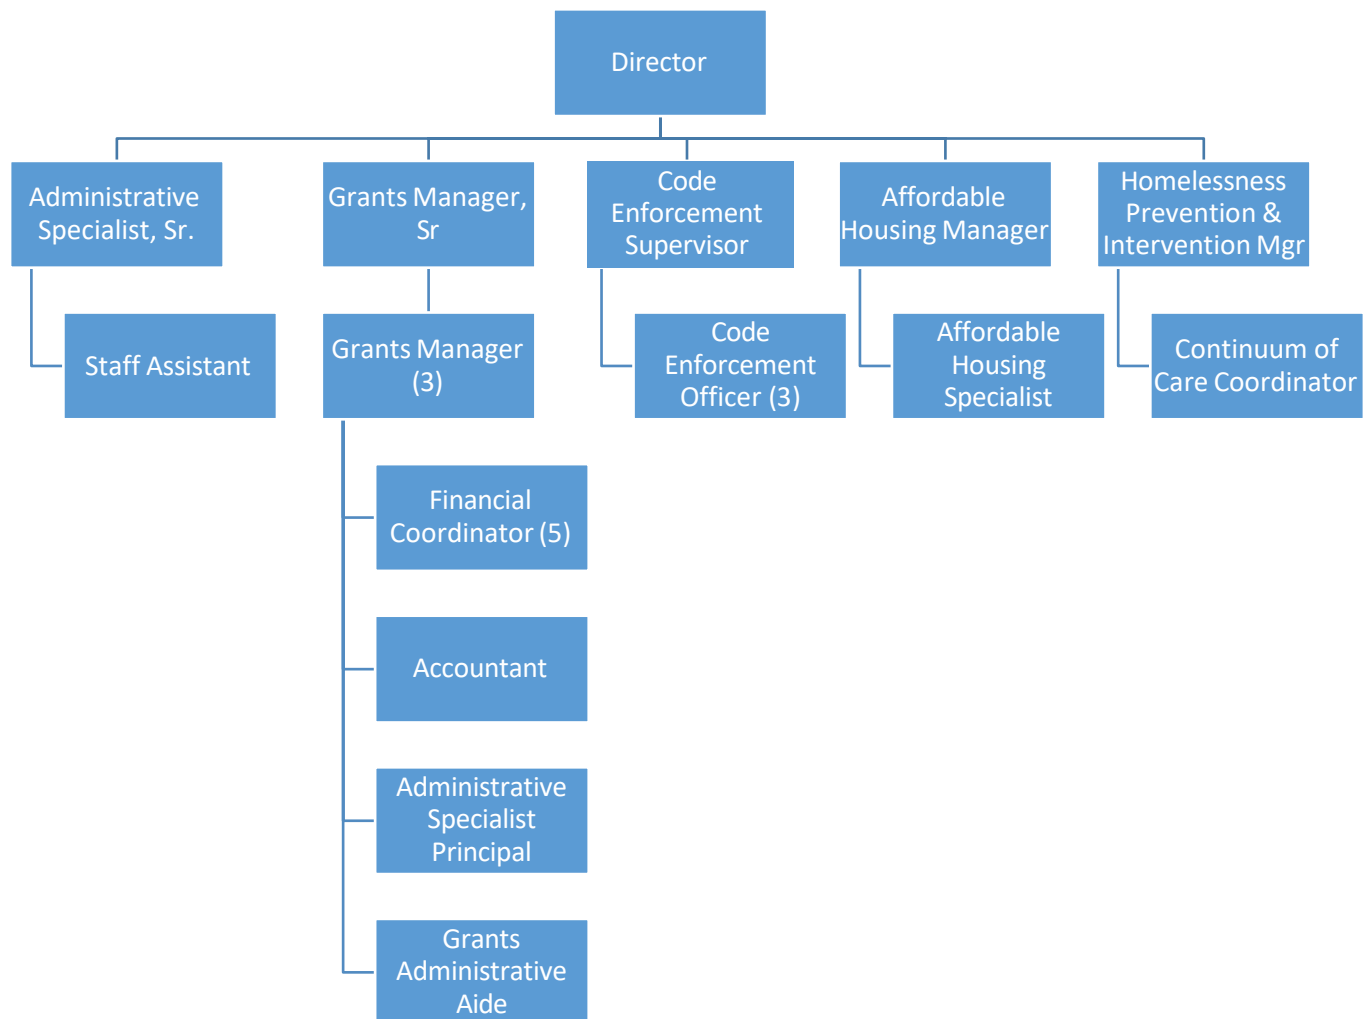 Director
Administrative
Specialist, Sr.
Grants Manager,
Sr
Code
Enforcement
Supervisor
Affordable
Housing Manager
Homelessness
Prevention &
Intervention Mgr
Staff Assistant
Grants Manager
(3)
Code
Enforcement
Officer (3)
Affordable
Housing
Specialist
Continuum of
Care Coordinator
Financial
Coordinator (5)
Accountant
Administrative
Specialist
Principal
Grants
Administrative
Aide